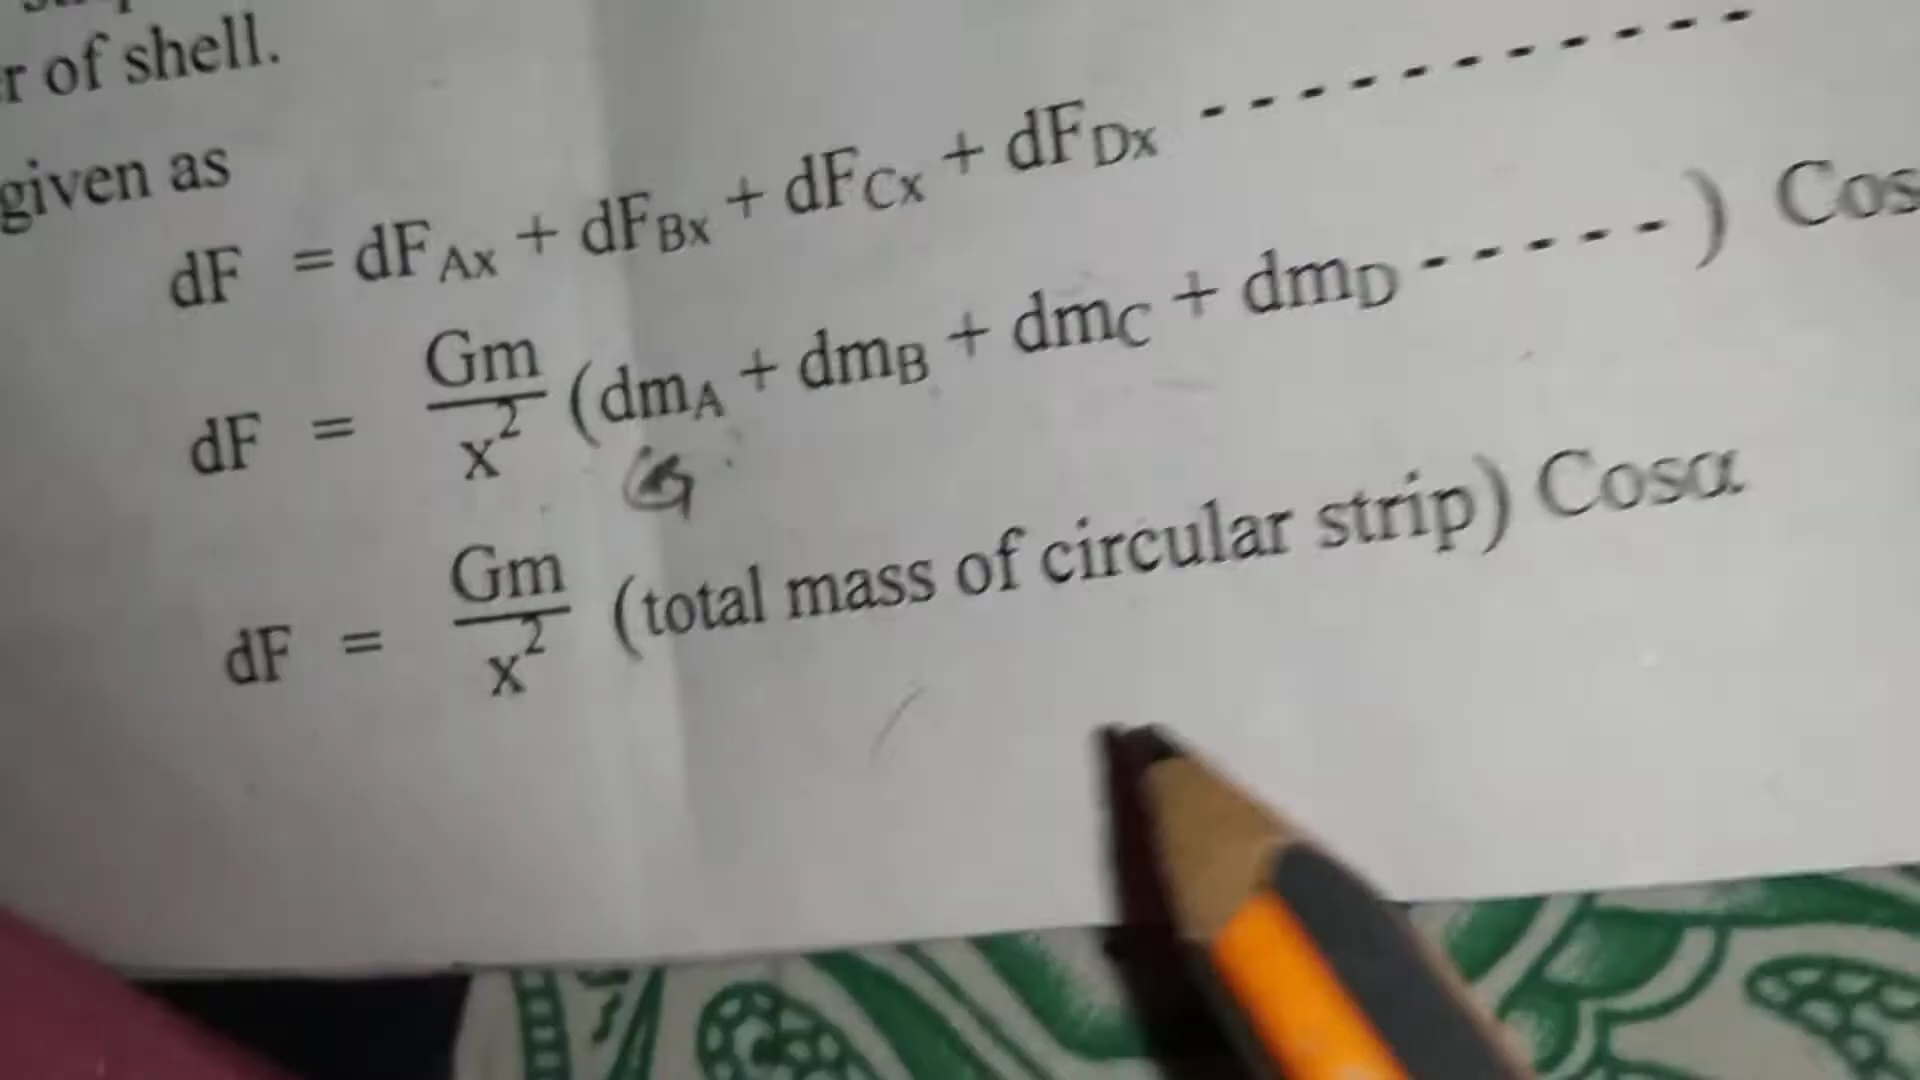 r of shell.
given as
dF = dFAx + dFBx + dFCx + dFDx - - - - - - - - - - -
dF = Gm/x² (dmA + dmB + dmC + dmD - - - - - ) Cos
dF = Gm/x² (total mass of circular strip) Cosα